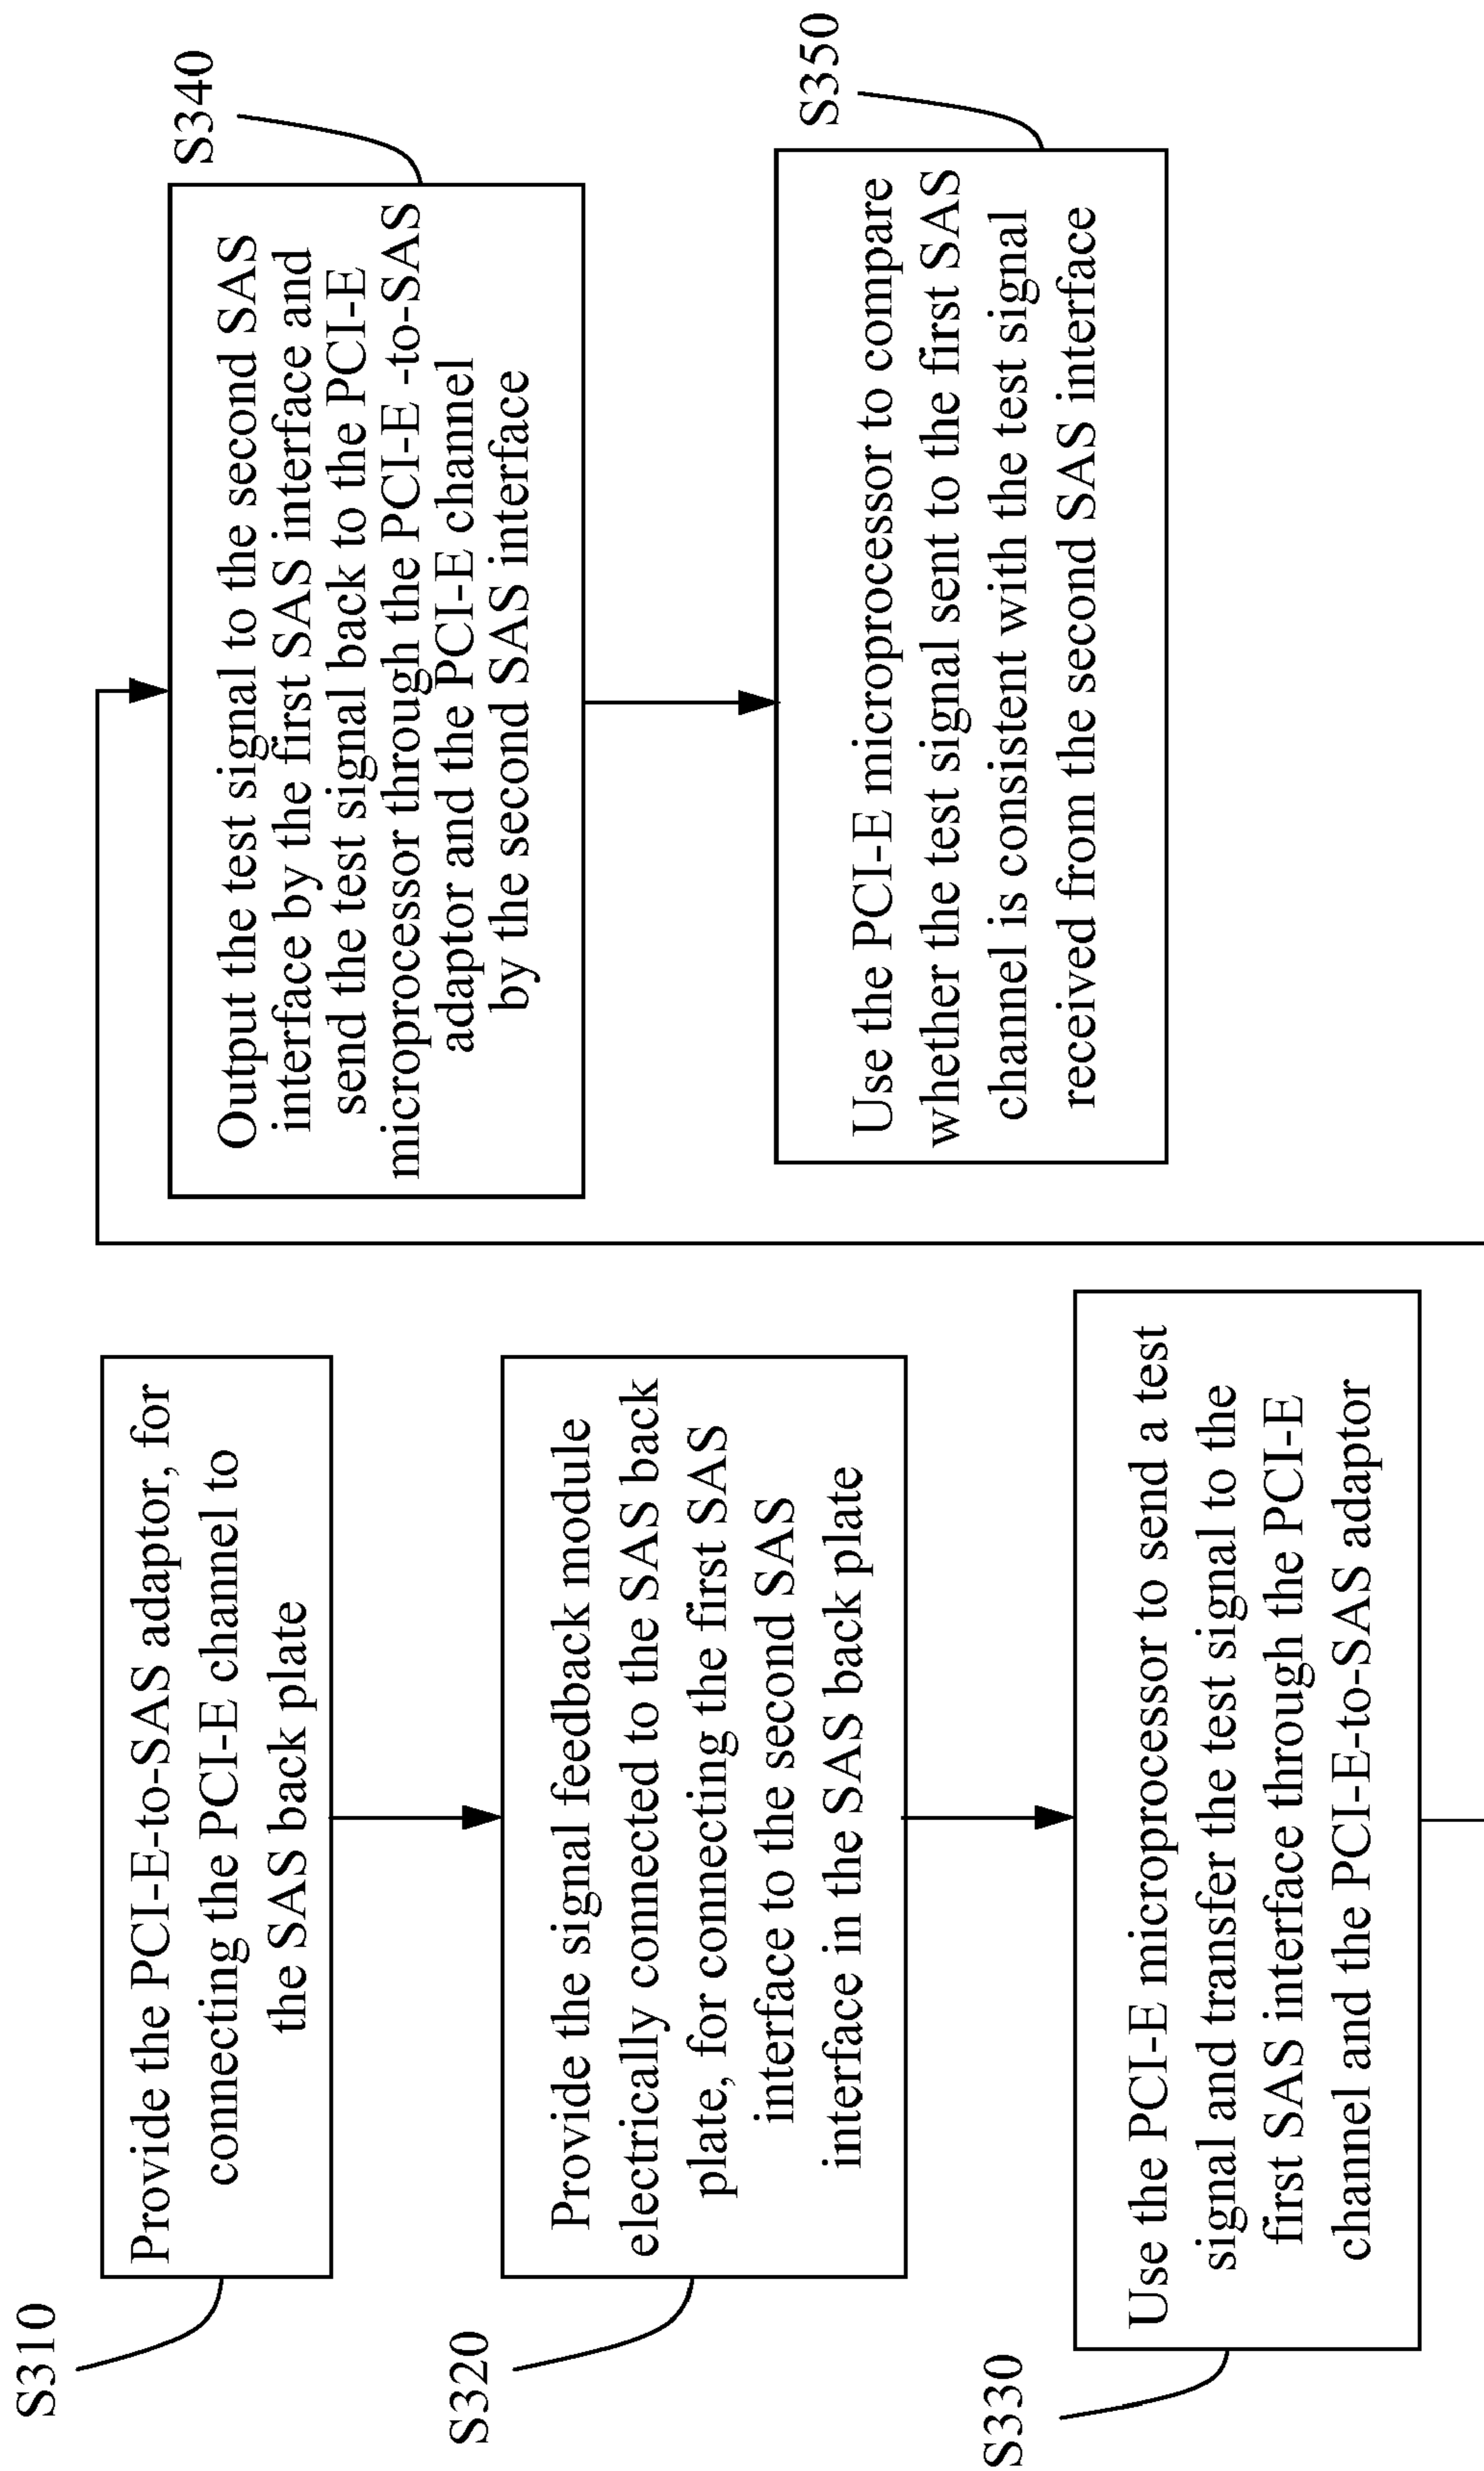 S310
Provide the PCI-E-to-SAS adaptor, for
connecting the PCI-E channel to
the SAS back plate
S320
Provide the signal feedback module
electrically connected to the SAS back
plate, for connecting the first SAS
interface to the second SAS
interface in the SAS back plate
S330
Use the PCI-E microprocessor to send a test
signal and transfer the test signal to the
first SAS interface through the PCI-E
channel and the PCI-E-to-SAS adaptor
S340
Output the test signal to the second SAS
interface by the first SAS interface and
send the test signal back to the PCI-E
microprocessor through the PCI-E -to-SAS
adaptor and the PCI-E channel
by the second SAS interface
S350
Use the PCI-E microprocessor to compare
whether the test signal sent to the first SAS
channel is consistent with the test signal
received from the second SAS interface